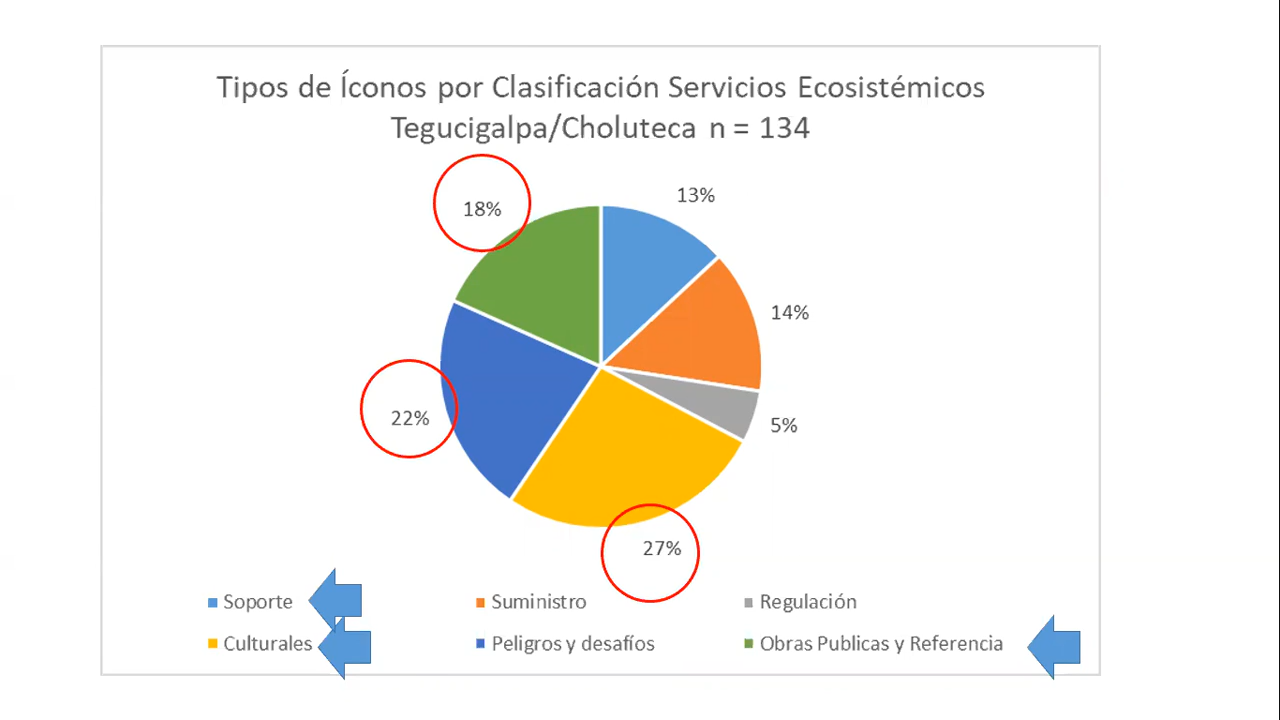 Tipos de Íconos por Clasificación Servicios Ecosistémicos
Tegucigalpa/Choluteca n = 134
18%
13%
14%
22%
5%
27%
Soporte
Suministro
Regulación
Culturales
Peligros y desafíos
Obras Publicas y Referencia